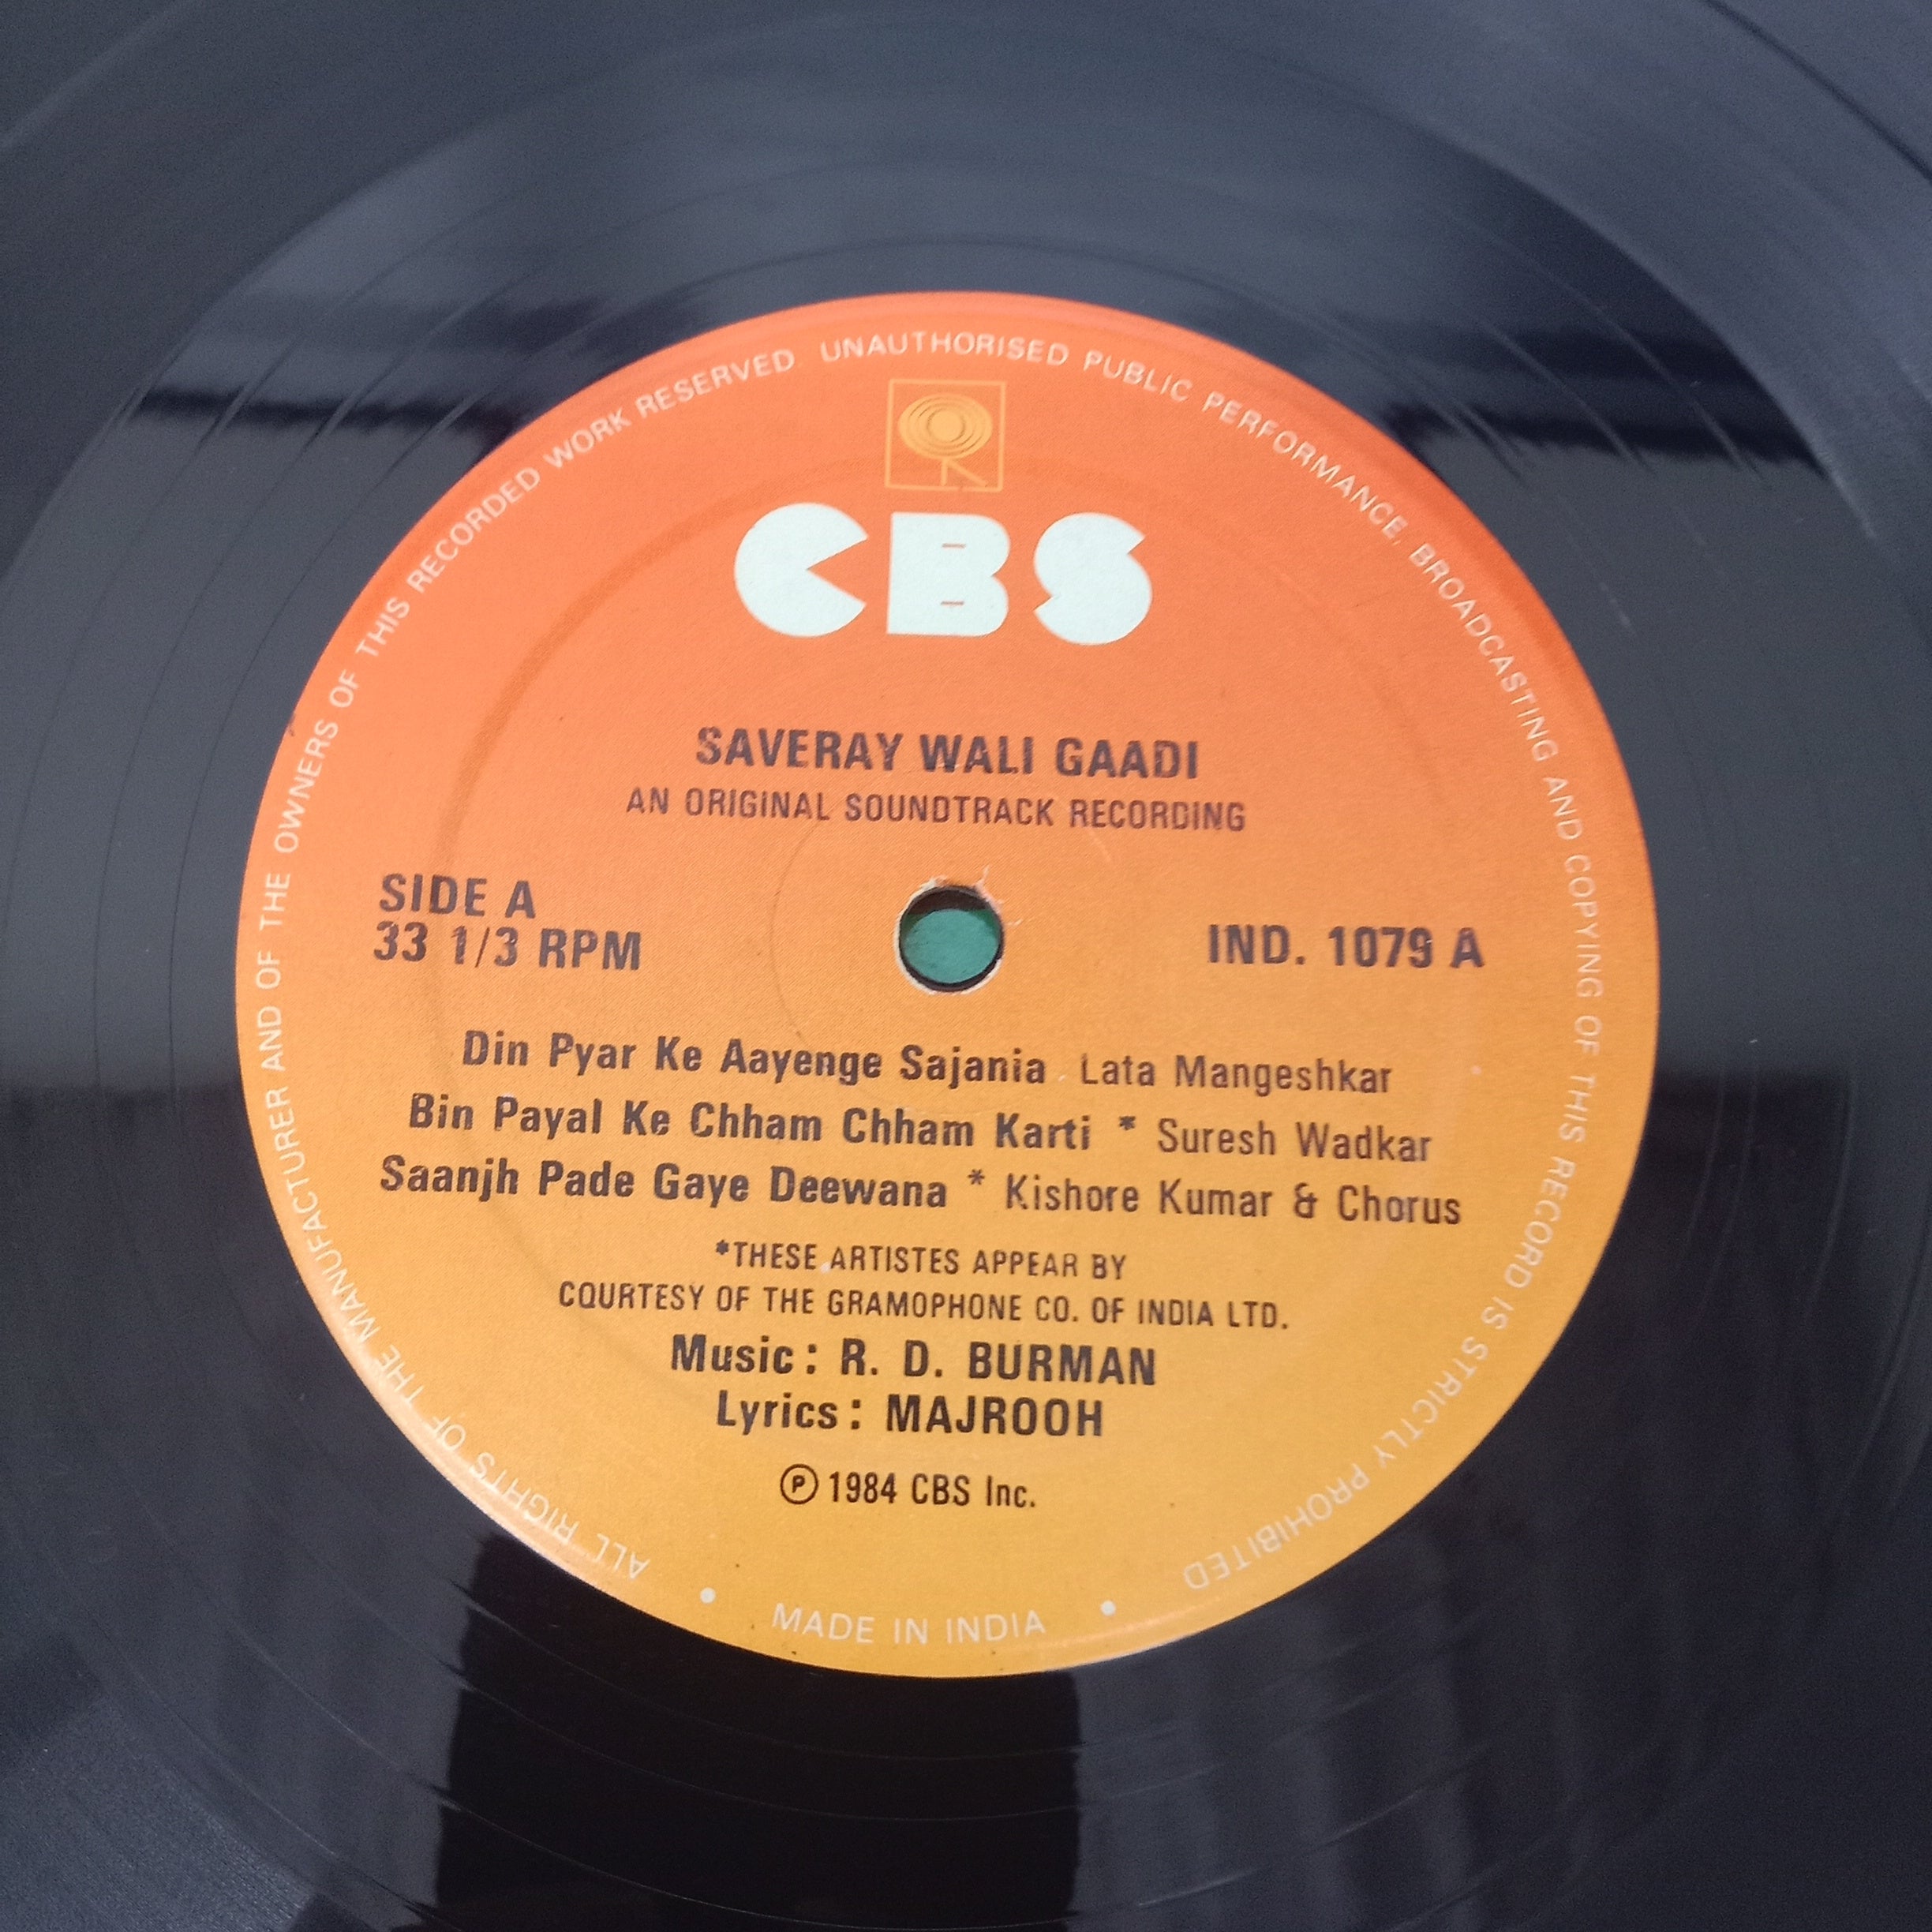 CBS
SAVERAY WALI GAADI
AN ORIGINAL SOUNDTRACK RECORDING
SIDE A
33 1/3 RPM
IND. 1079 A
Din Pyar Ke Aayenge Sajania . Lata Mangeshkar
Bin Payal Ke Chham Chham Karti * Suresh Wadkar
Saanjh Pade Gaye Deewana * Kishore Kumar & Chorus
*THESE ARTISTES APPEAR BY
COURTESY OF THE GRAMOPHONE CO. OF INDIA LTD.
Music : R. D. BURMAN
Lyrics : MAJROOH
℗ 1984 CBS Inc.
ALL RIGHTS OF THE MANUFACTURER AND OF THE OWNERS OF THIS RECORDED WORK RESERVED. UNAUTHORISED PUBLIC PERFORMANCE, BROADCASTING AND COPYING OF THIS RECORD IS STRICTLY PROHIBITED
• MADE IN INDIA •